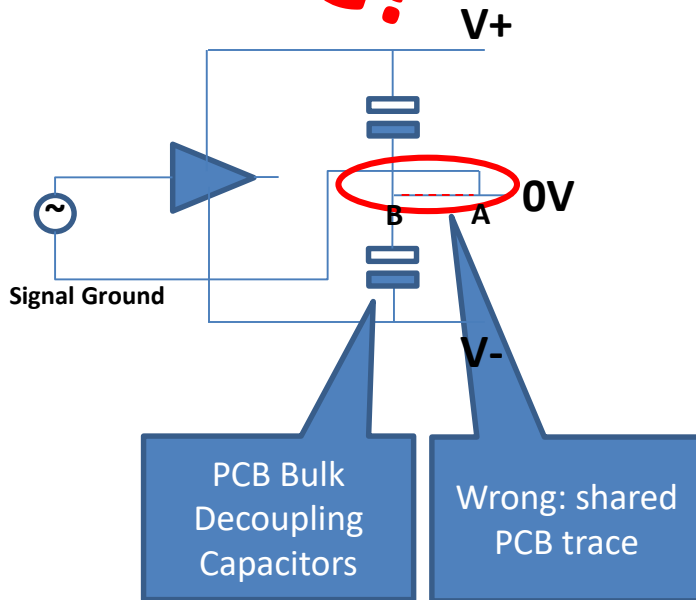 V+
~
B
A
0V
Signal Ground
V-
PCB Bulk
Decoupling
Capacitors
Wrong: shared
PCB trace